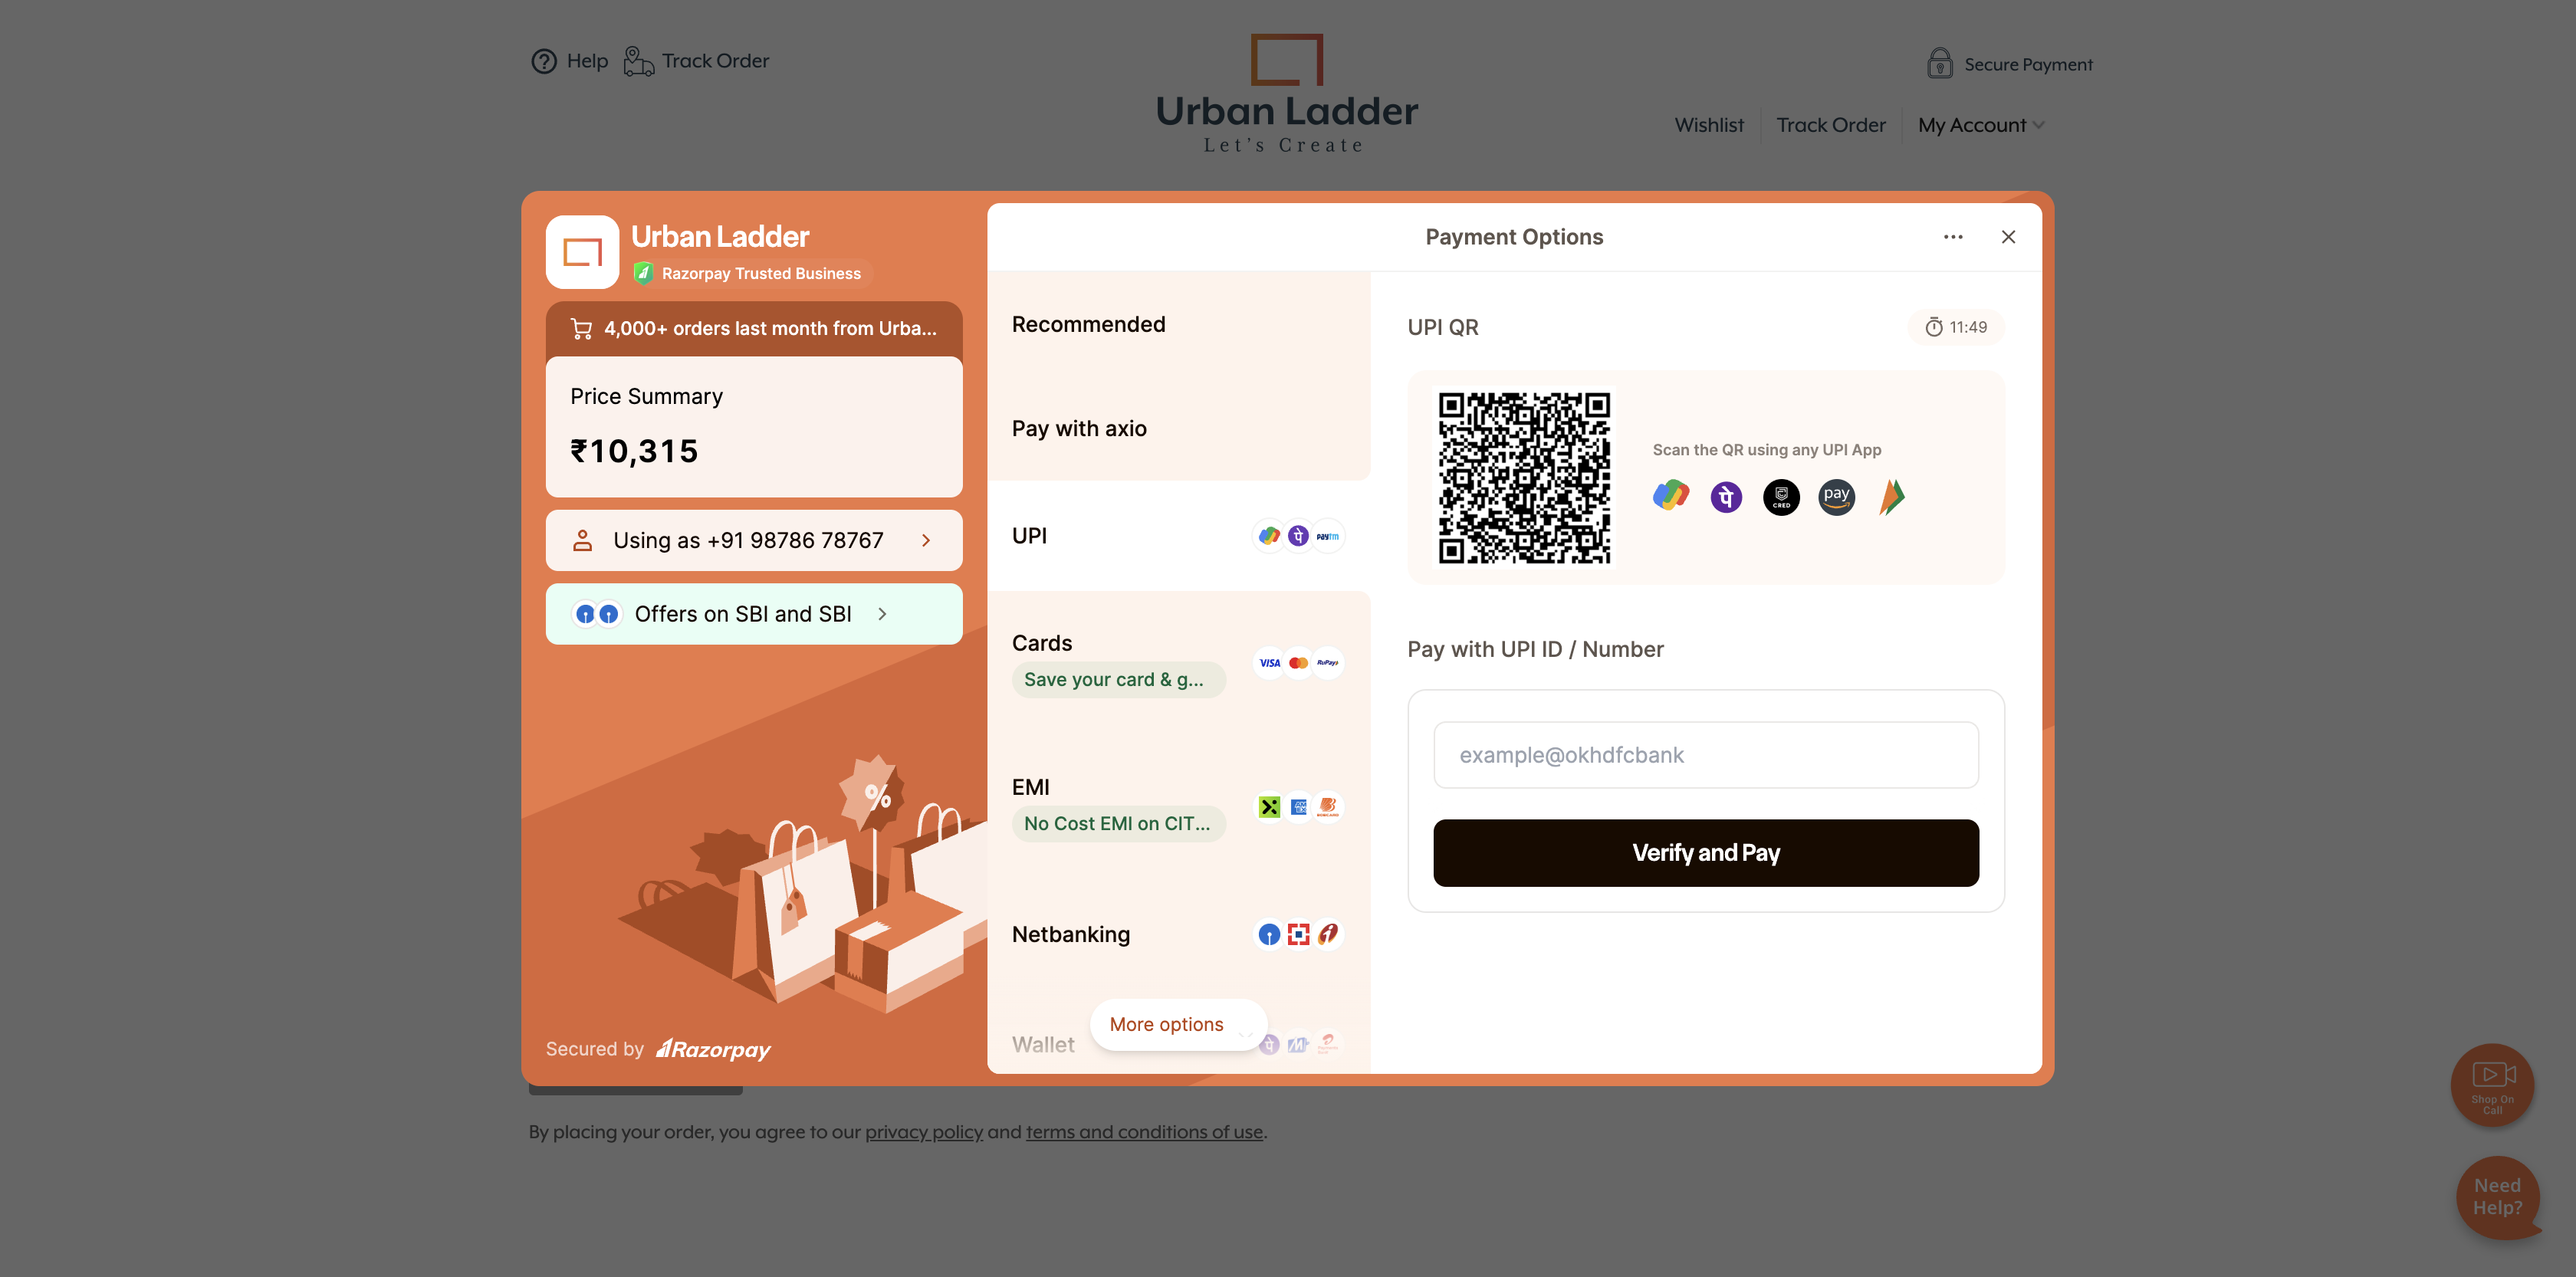 Help
Track Order
Urban Ladder
Let's Create
Secure Payment
Wishlist
Track Order
My Account
Urban Ladder
Razorpay Trusted Business
4,000+ orders last month from Urba...
Price Summary
₹10,315
Using as +91 98786 78767
Offers on SBI and SBI
%
Secured by Razorpay
Payment Options
Recommended
Pay with axio
UPI
पे
paytm
Cards
Save your card & g...
VISA
RuPay
EMI
No Cost EMI on CIT...
Netbanking
Wallet
पे
More options
UPI QR
11:49
Scan the QR using any UPI App
पे
CRED
pay
Pay with UPI ID / Number
example@okhdfcbank
Verify and Pay
By placing your order, you agree to our privacy policy and terms and conditions of use.
Shop On
Call
Need
Help?